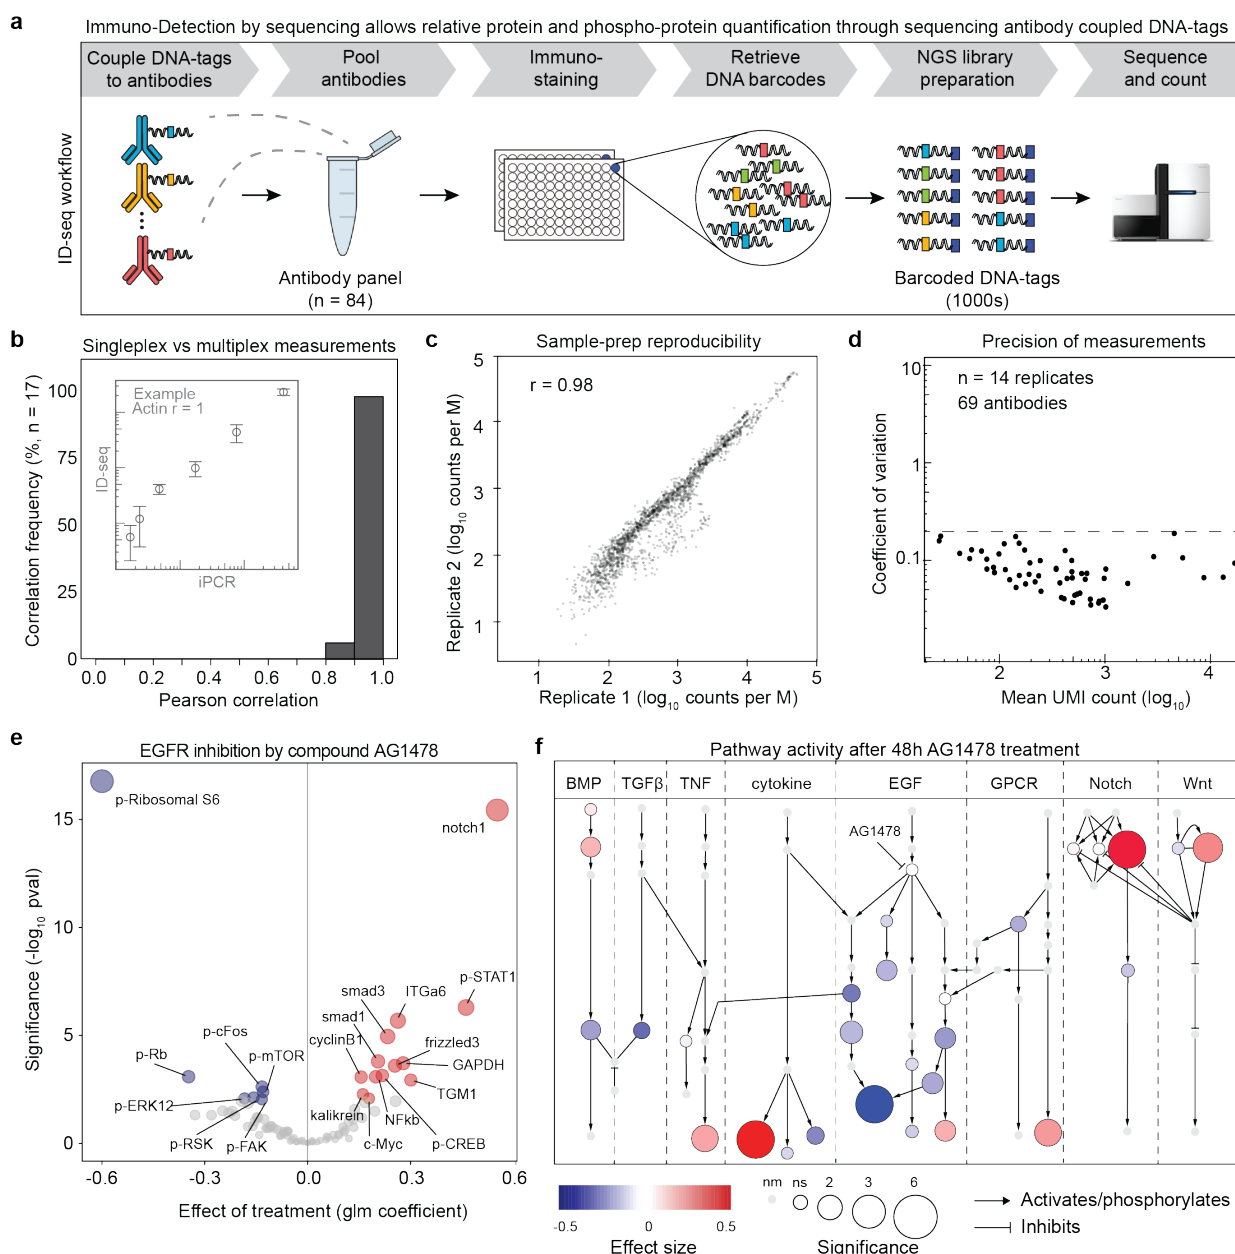 a
Immuno-Detection by sequencing allows relative protein and phospho-protein quantification through sequencing antibody coupled DNA-tags
Couple DNA-tags
to antibodies
Pool
antibodies
Immuno-
staining
Retrieve
DNA barcodes
NGS library
preparation
Sequence
and count
ID-seq workflow
Antibody panel
(n = 84)
Barcoded DNA-tags
(1000s)
b
Singleplex vs multiplex measurements
Correlation frequency (%, n = 17)
100
75
50
25
0
Example
Actin r = 1
ID-seq
iPCR
0.0 0.2 0.4 0.6 0.8 1.0
Pearson correlation
c
Sample-prep reproducibility
r = 0.98
Replicate 2 (log10 counts per M)
5
4
3
2
1
1 2 3 4 5
Replicate 1 (log10 counts per M)
d
Precision of measurements
n = 14 replicates
69 antibodies
Coefficient of variation
10
1
0.1
2 3 4
Mean UMI count (log10)
e
EGFR inhibition by compound AG1478
Significance (-log10 pval)
15
10
5
0
p-Ribosomal S6
notch1
p-STAT1
smad3
ITGa6
smad1
cyclinB1
frizzled3
GAPDH
TGM1
p-cFos
p-Rb
p-mTOR
p-ERK12
p-RSK
p-FAK
kalikrein
NFkb
c-Myc
p-CREB
-0.6 -0.3 0.0 0.3 0.6
Effect of treatment (glm coefficient)
f
Pathway activity after 48h AG1478 treatment
BMP TGFβ TNF cytokine EGF GPCR Notch Wnt
AG1478
-0.5 0 0.5
Effect size
nm ns 2 3 6
Significance
Activates/phosphorylates
Inhibits